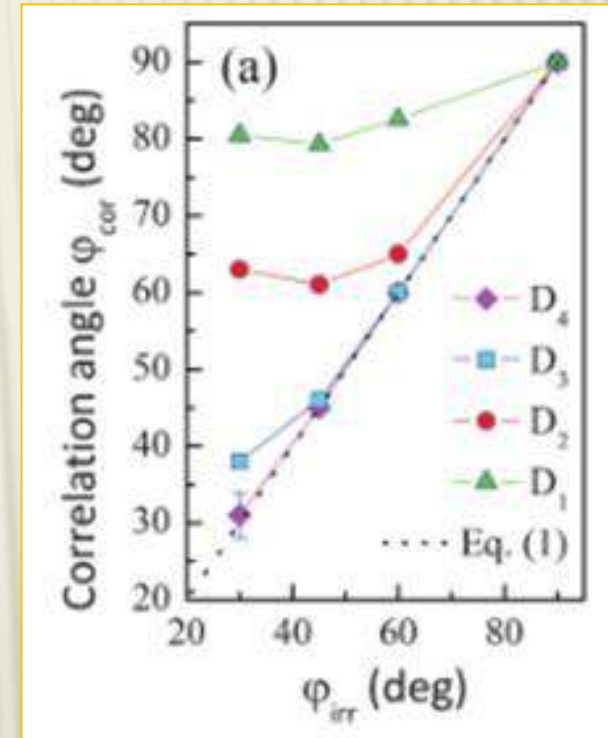 (a)
Correlation angle φcor (deg)
90
80
70
60
50
40
30
20
D4
D3
D2
D1
Eq. (1)
20
40
60
80
φirr (deg)